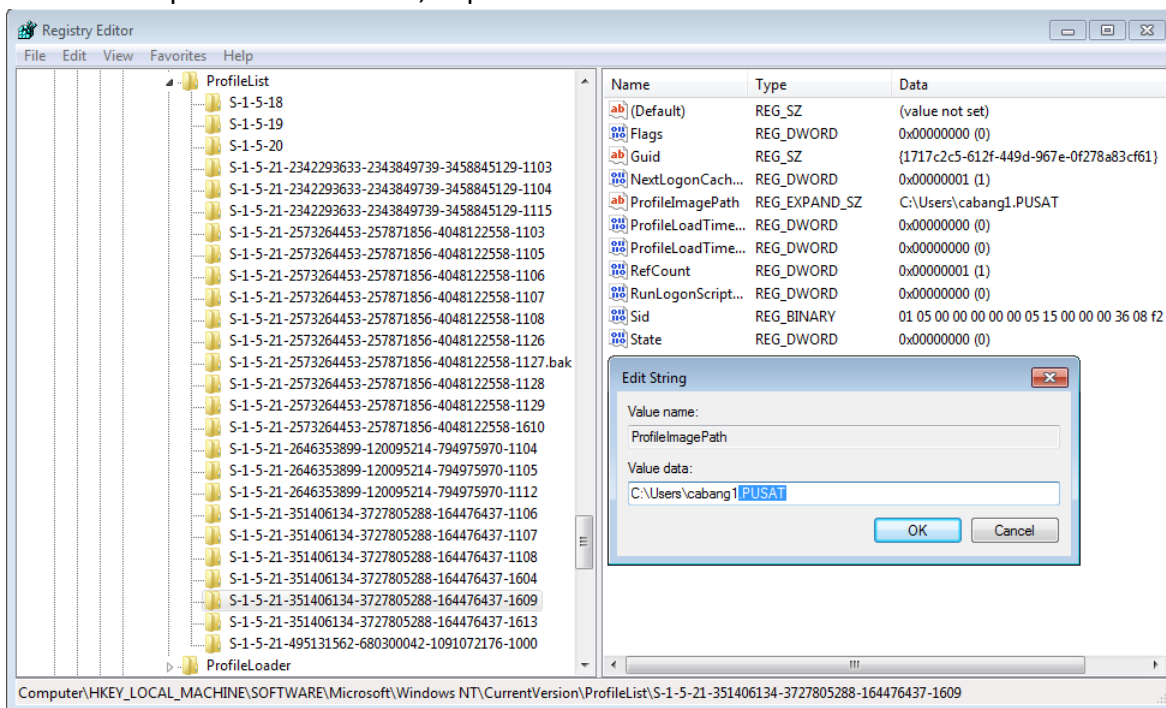 Registry Editor
File Edit View Favorites Help
ProfileList
S-1-5-18
S-1-5-19
S-1-5-20
S-1-5-21-2342293633-2343849739-3458845129-1103
S-1-5-21-2342293633-2343849739-3458845129-1104
S-1-5-21-2342293633-2343849739-3458845129-1115
S-1-5-21-2573264453-257871856-4048122558-1103
S-1-5-21-2573264453-257871856-4048122558-1105
S-1-5-21-2573264453-257871856-4048122558-1106
S-1-5-21-2573264453-257871856-4048122558-1107
S-1-5-21-2573264453-257871856-4048122558-1108
S-1-5-21-2573264453-257871856-4048122558-1126
S-1-5-21-2573264453-257871856-4048122558-1127.bak
S-1-5-21-2573264453-257871856-4048122558-1128
S-1-5-21-2573264453-257871856-4048122558-1129
S-1-5-21-2573264453-257871856-4048122558-1610
S-1-5-21-2646353899-120095214-794975970-1104
S-1-5-21-2646353899-120095214-794975970-1105
S-1-5-21-2646353899-120095214-794975970-1112
S-1-5-21-351406134-3727805288-164476437-1106
S-1-5-21-351406134-3727805288-164476437-1107
S-1-5-21-351406134-3727805288-164476437-1108
S-1-5-21-351406134-3727805288-164476437-1604
S-1-5-21-351406134-3727805288-164476437-1609
S-1-5-21-351406134-3727805288-164476437-1613
S-1-5-21-495131562-680300042-1091072176-1000
ProfileLoader
Name Type Data
(Default) REG_SZ (value not set)
Flags REG_DWORD 0x00000000 (0)
Guid REG_SZ {1717c2c5-612f-449d-967e-0f278a83cf61}
NextLogonCach... REG_DWORD 0x00000001 (1)
ProfileImagePath REG_EXPAND_SZ C:\Users\cabang1.PUSAT
ProfileLoadTime... REG_DWORD 0x00000000 (0)
ProfileLoadTime... REG_DWORD 0x00000000 (0)
RefCount REG_DWORD 0x00000001 (1)
RunLogonScript... REG_DWORD 0x00000000 (0)
Sid REG_BINARY 01 05 00 00 00 00 00 05 15 00 00 00 36 08 f2
State REG_DWORD 0x00000000 (0)
Edit String
Value name:
ProfileImagePath
Value data:
C:\Users\cabang1.PUSAT
OK Cancel
Computer\HKEY_LOCAL_MACHINE\SOFTWARE\Microsoft\Windows NT\CurrentVersion\ProfileList\S-1-5-21-351406134-3727805288-164476437-1609